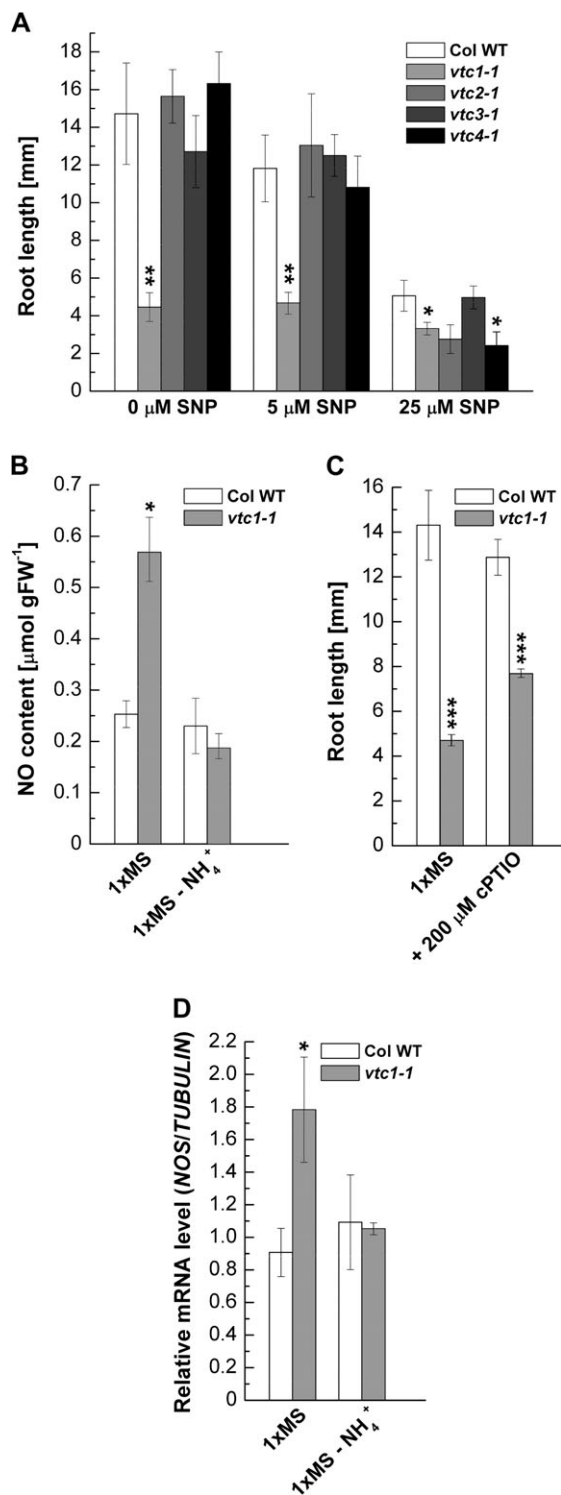 A
Root length [mm]
18
16
14
12
10
8
6
4
2
0
Col WT
vtc1-1
vtc2-1
vtc3-1
vtc4-1
**
**
*
*
0 μM SNP 5 μM SNP 25 μM SNP
B
NO content [μmol gFW⁻¹]
0.7
0.6
0.5
0.4
0.3
0.2
0.1
0
Col WT
vtc1-1
*
1xMS
1xMS - NH₄⁺
C
Root length [mm]
16
14
12
10
8
6
4
2
0
Col WT
vtc1-1
***
***
1xMS
+ 200 μM cPTIO
D
Relative mRNA level (NOS/TUBULIN)
2.2
2.0
1.8
1.6
1.4
1.2
1.0
0.8
0.6
0.4
0.2
0
Col WT
vtc1-1
*
1xMS
1xMS - NH₄⁺